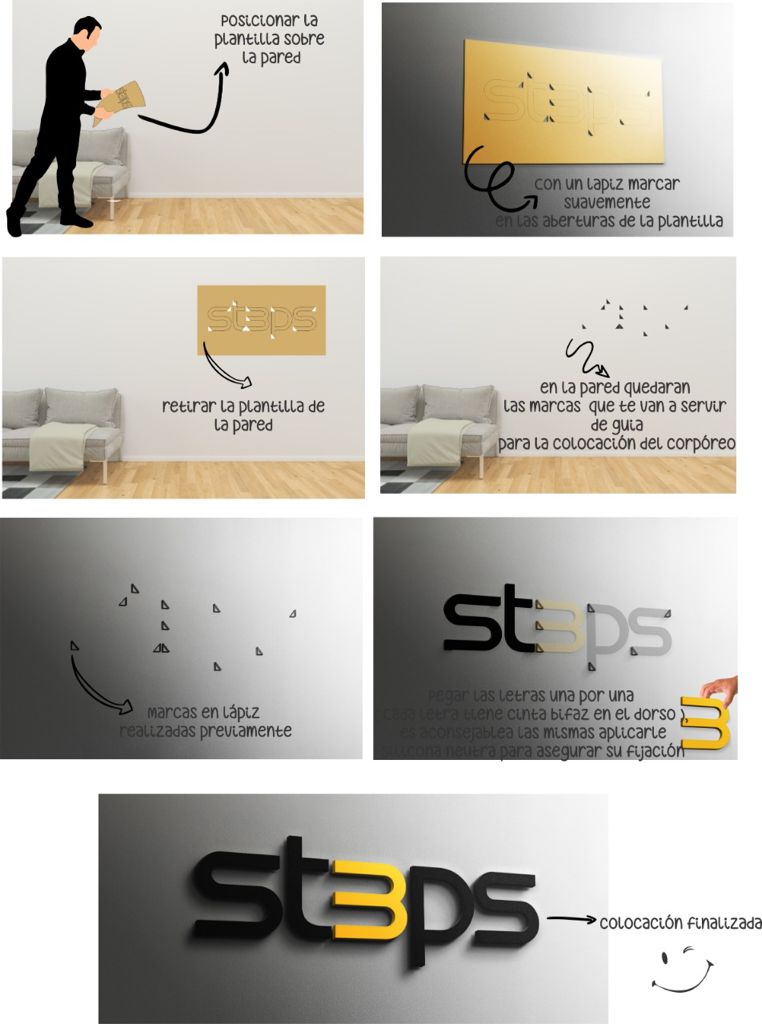 Posicionar la
plantilla sobre
la pared
st3ps
st3ps
con un lapiz marcar
suavemente
en las aberturas de la plantilla
st3ps
retirar la plantilla de
la pared
en la pared quedaran
las marcas que te van a servir
de guia
para la colocación del corpóreo
marcas en lápiz
realizadas previamente
st3ps
3
pegar las letras una por una
(cada letra tiene cinta bifaz en el dorso ),
es aconsejablea las mismas aplicarle
silicona neutra para asegurar su fijación
st3ps
colocación finalizada